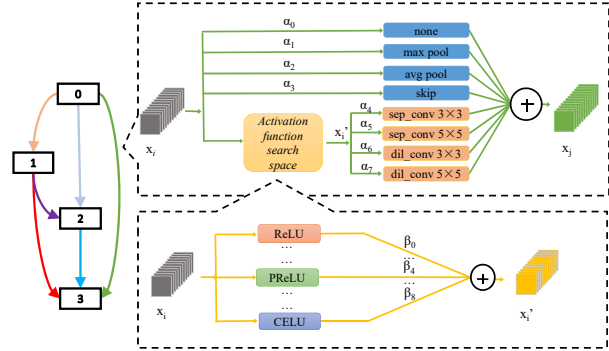 0
1
2
3
α₀
none
α₁
max pool
α₂
avg pool
α₃
skip
xᵢ
Activation
function
search
space
xᵢ'
α₄
sep_conv 3×3
α₅
sep_conv 5×5
α₆
dil_conv 3×3
α₇
dil_conv 5×5
+
xⱼ
xᵢ
ReLU
...
PReLU
...
CELU
β₀
...
β₄
...
β₈
+
xᵢ'